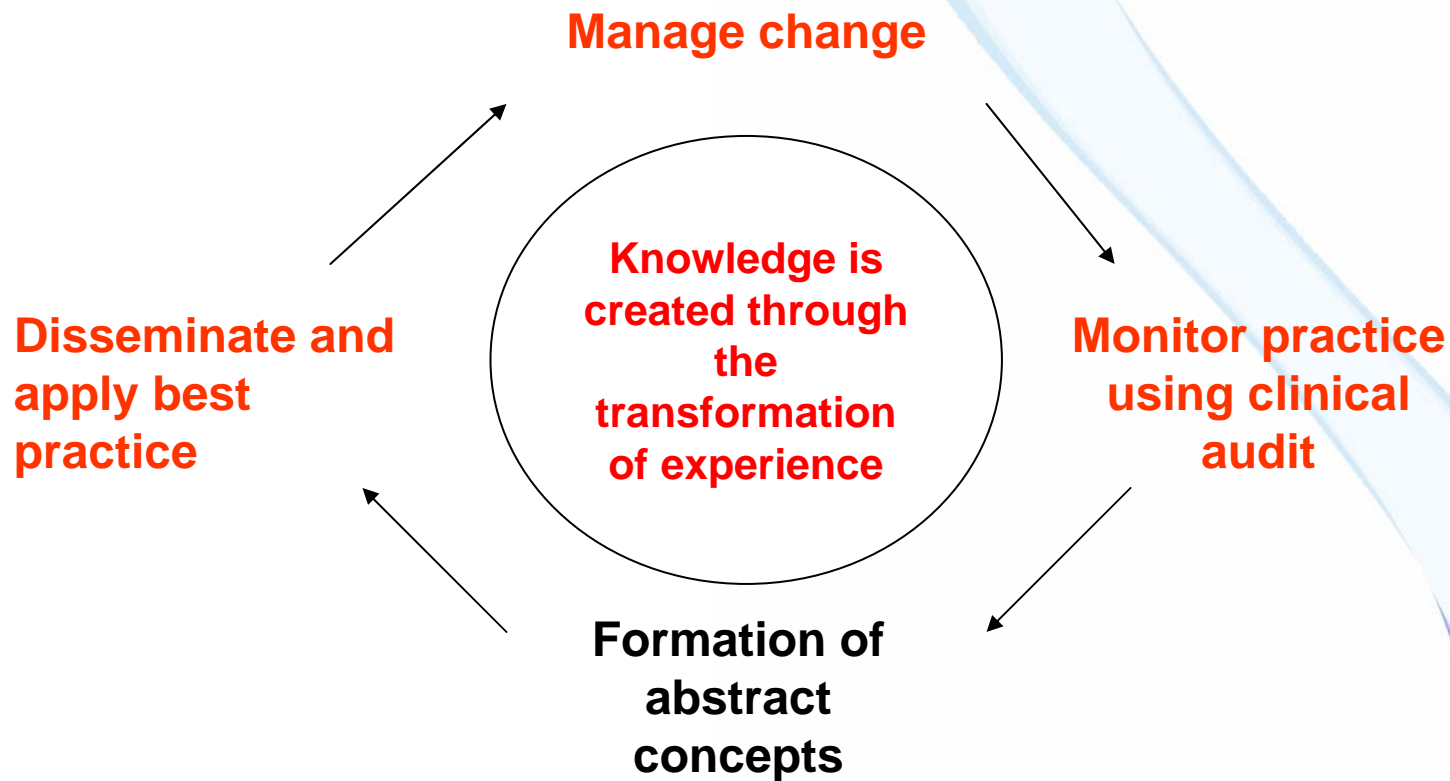 Manage change
Knowledge is
created through
the
transformation
of experience
Disseminate and
apply best
practice
Monitor practice
using clinical
audit
Formation of
abstract
concepts